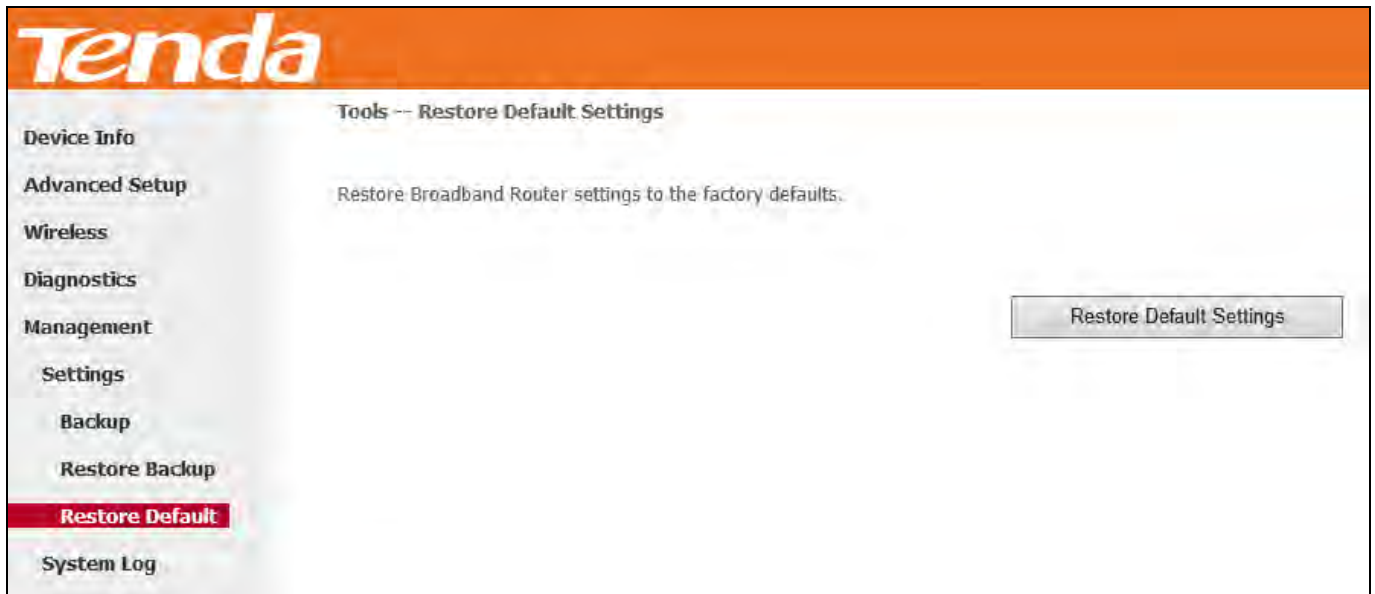 Tenda
Tools -- Restore Default Settings
Device Info
Advanced Setup
Restore Broadband Router settings to the factory defaults.
Wireless
Diagnostics
Management
Restore Default Settings
Settings
Backup
Restore Backup
Restore Default
System Log